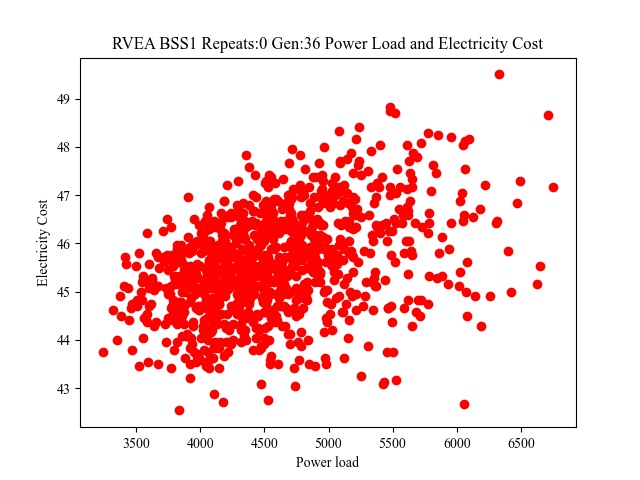 RVEA BSS1 Repeats:0 Gen:36 Power Load and Electricity Cost
49
48
47
46
45
44
43
Electricity Cost
3500 4000 4500 5000 5500 6000 6500
Power load